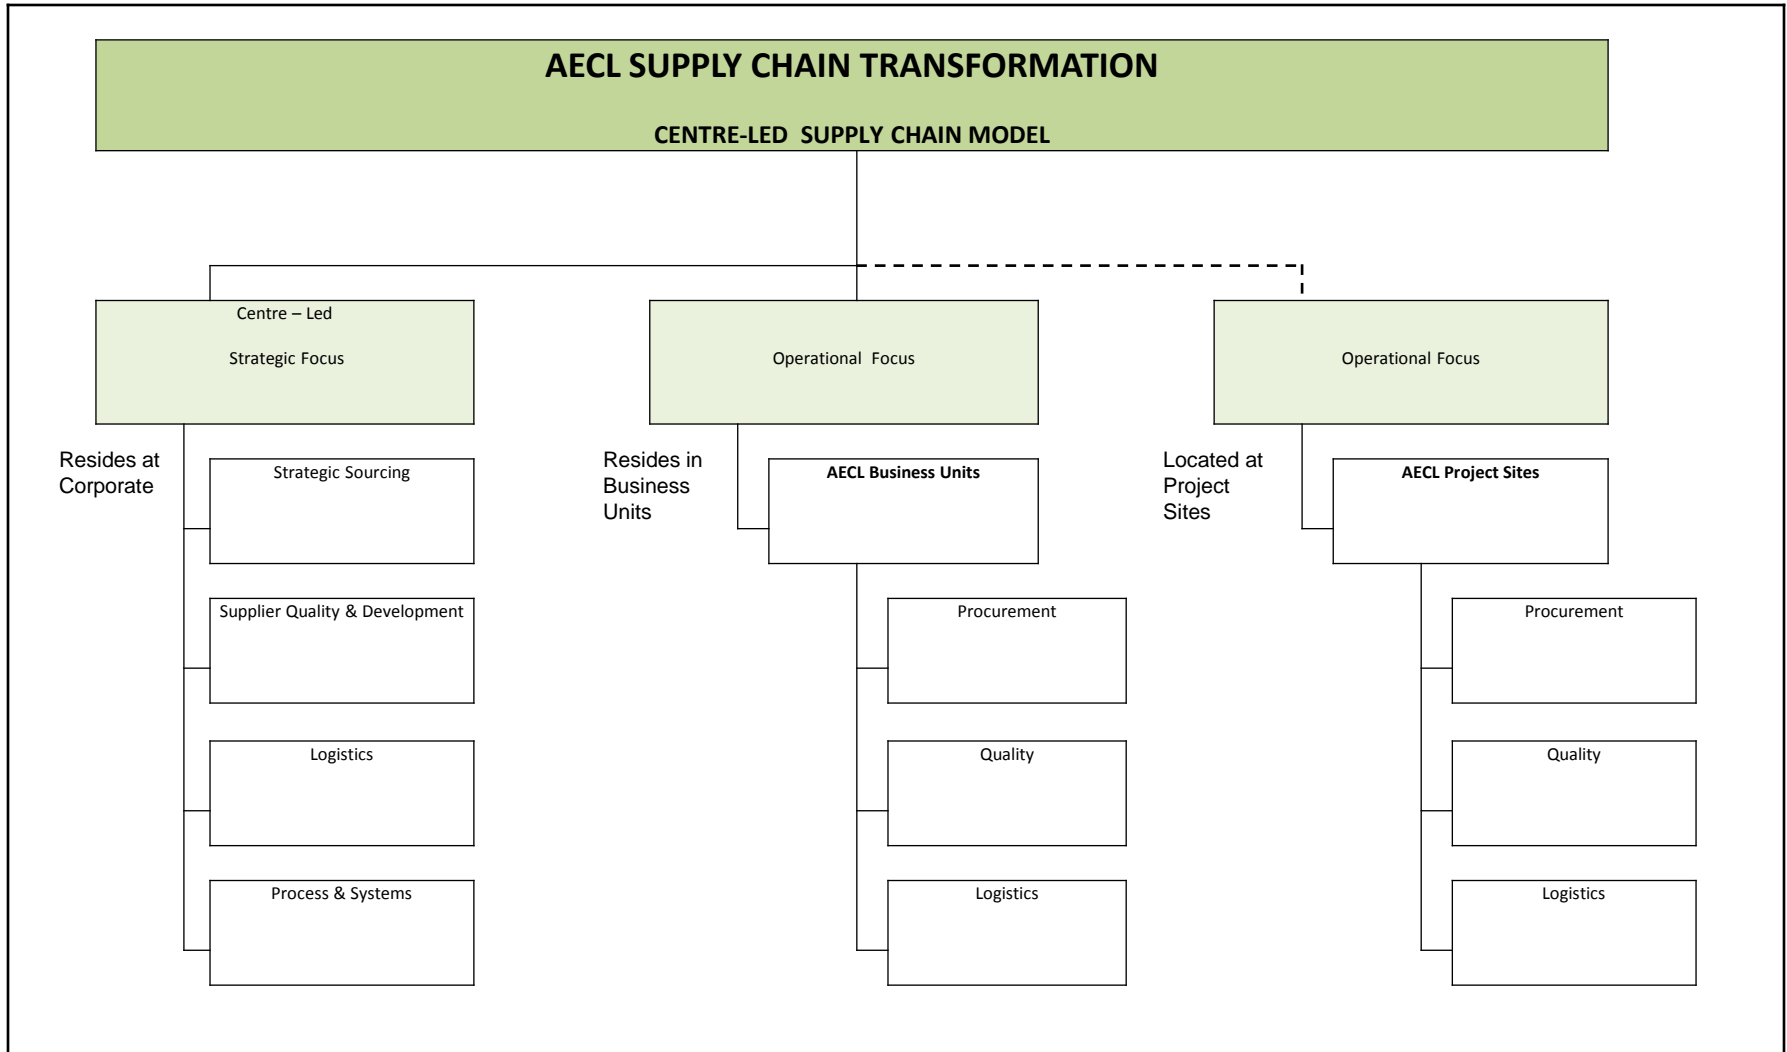 AECL SUPPLY CHAIN TRANSFORMATION
CENTRE-LED SUPPLY CHAIN MODEL
Centre – Led
Strategic Focus
Resides at
Corporate
Strategic Sourcing
Supplier Quality & Development
Logistics
Process & Systems
Operational Focus
Resides in
Business
Units
AECL Business Units
Procurement
Quality
Logistics
Operational Focus
Located at
Project
Sites
AECL Project Sites
Procurement
Quality
Logistics